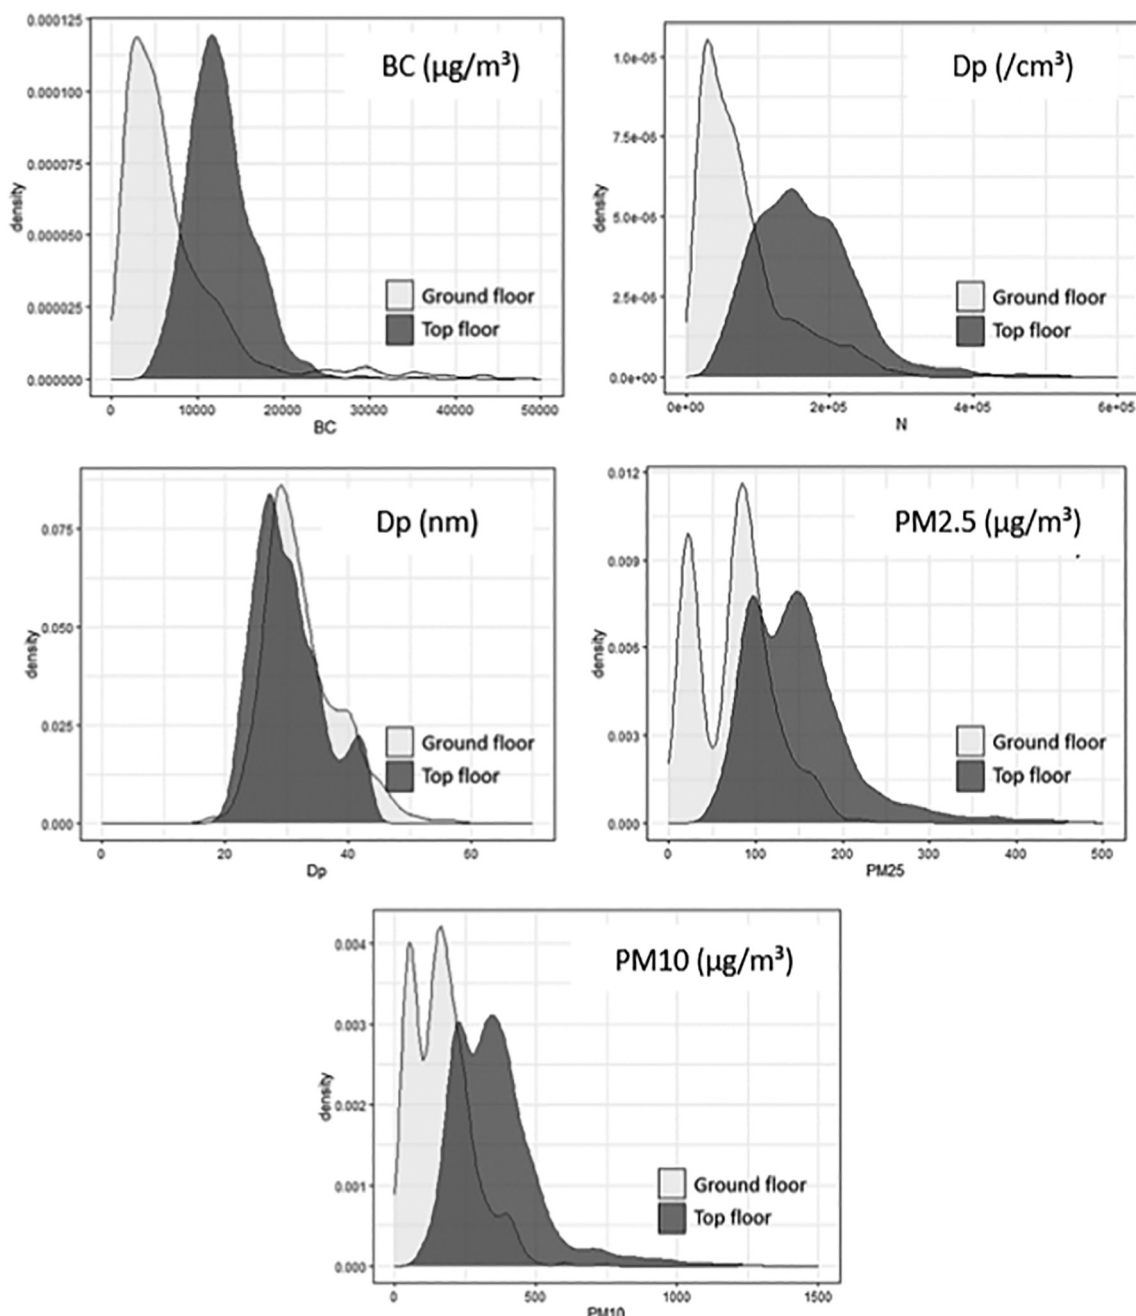 BC (µg/m³)
0.000125
0.000100
0.000075
0.000050
0.000025
0.000000
density
Ground floor
Top floor
0 10000 20000 30000 40000 50000
BC
Dp (/cm³)
1.0e-05
7.5e-06
5.0e-06
2.5e-06
0.0e+00
density
Ground floor
Top floor
0e+00 2e+05 4e+05 6e+05
N
Dp (nm)
0.075
0.050
0.025
0.000
density
Ground floor
Top floor
0 20 40 60
Dp
PM2.5 (µg/m³)
0.012
0.009
0.006
0.003
0.000
density
Ground floor
Top floor
0 100 200 300 400 500
PM25
PM10 (µg/m³)
0.004
0.003
0.002
0.001
0.000
density
Ground floor
Top floor
0 500 1000 1500
PM10